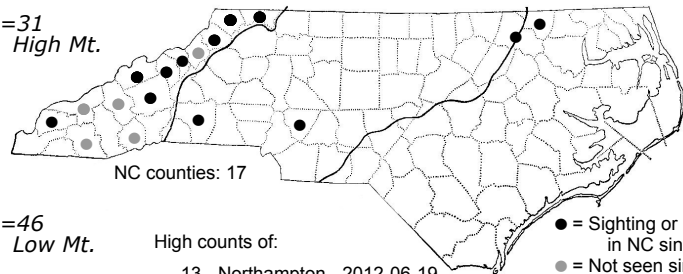 =31
High Mt.
NC counties: 17
=46
Low Mt.
High counts of:
13 - Northampton - 2012-06-19
● = Sighting or
in NC sin
● = Not seen si